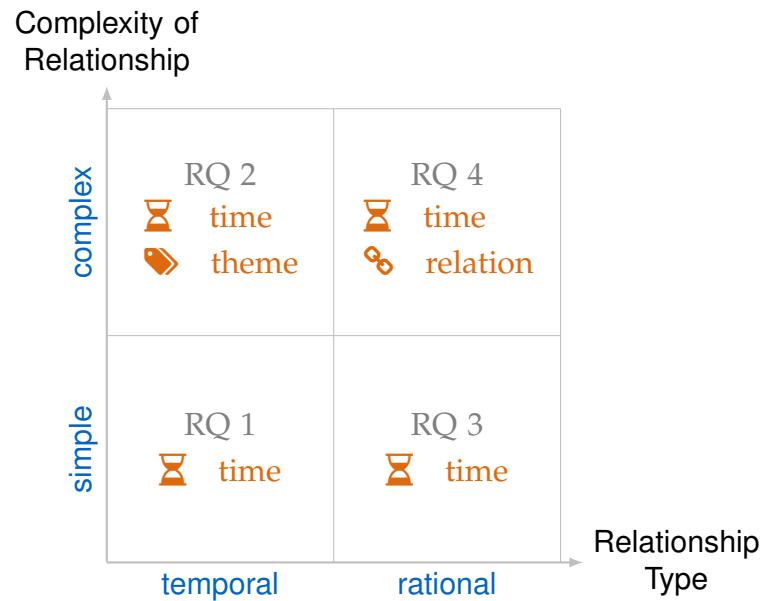 Complexity of
Relationship
complex
RQ 2
time
theme
RQ 4
time
relation
simple
RQ 1
time
RQ 3
time
temporal
rational
Relationship
Type